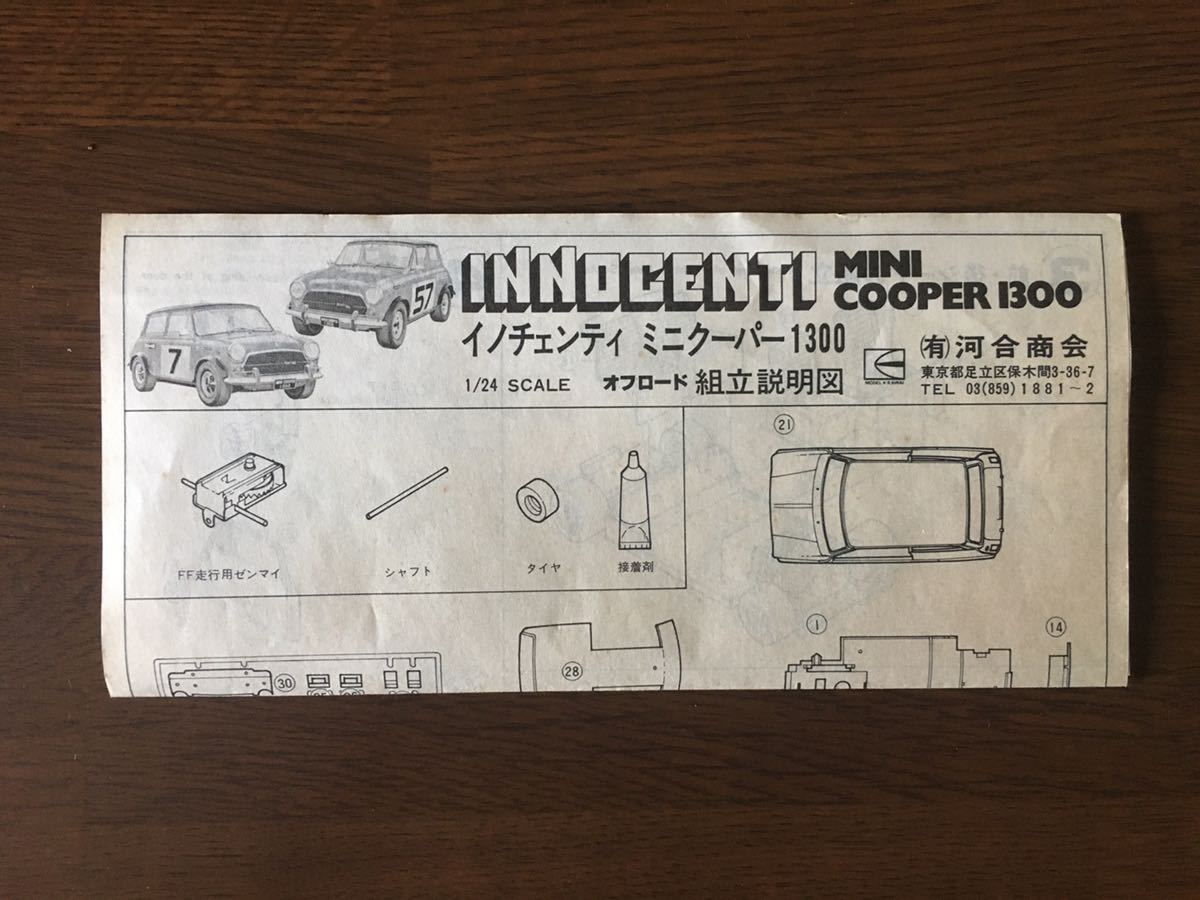 INNOCENTI MINI COOPER 1300
イノチェンティ ミニクーパー1300
1/24 SCALE オフロード 組立説明図
(有)河合商会
東京都足立区保木間3-36-7
TEL 03(859)1881~2
57
7
21
Z
FF走行用ゼンマイ
シャフト
タイヤ
接着剤
30
28
1
14